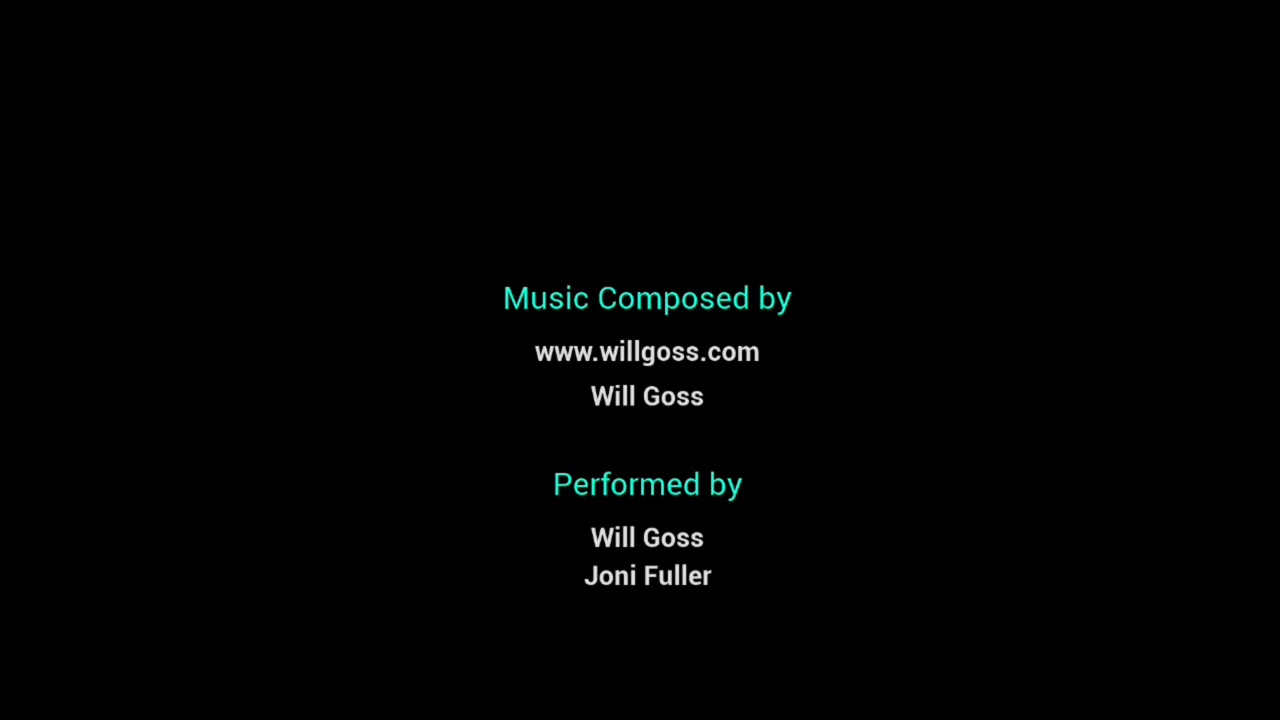 Music Composed by
www.willgoss.com
Will Goss
Performed by
Will Goss
Joni Fuller